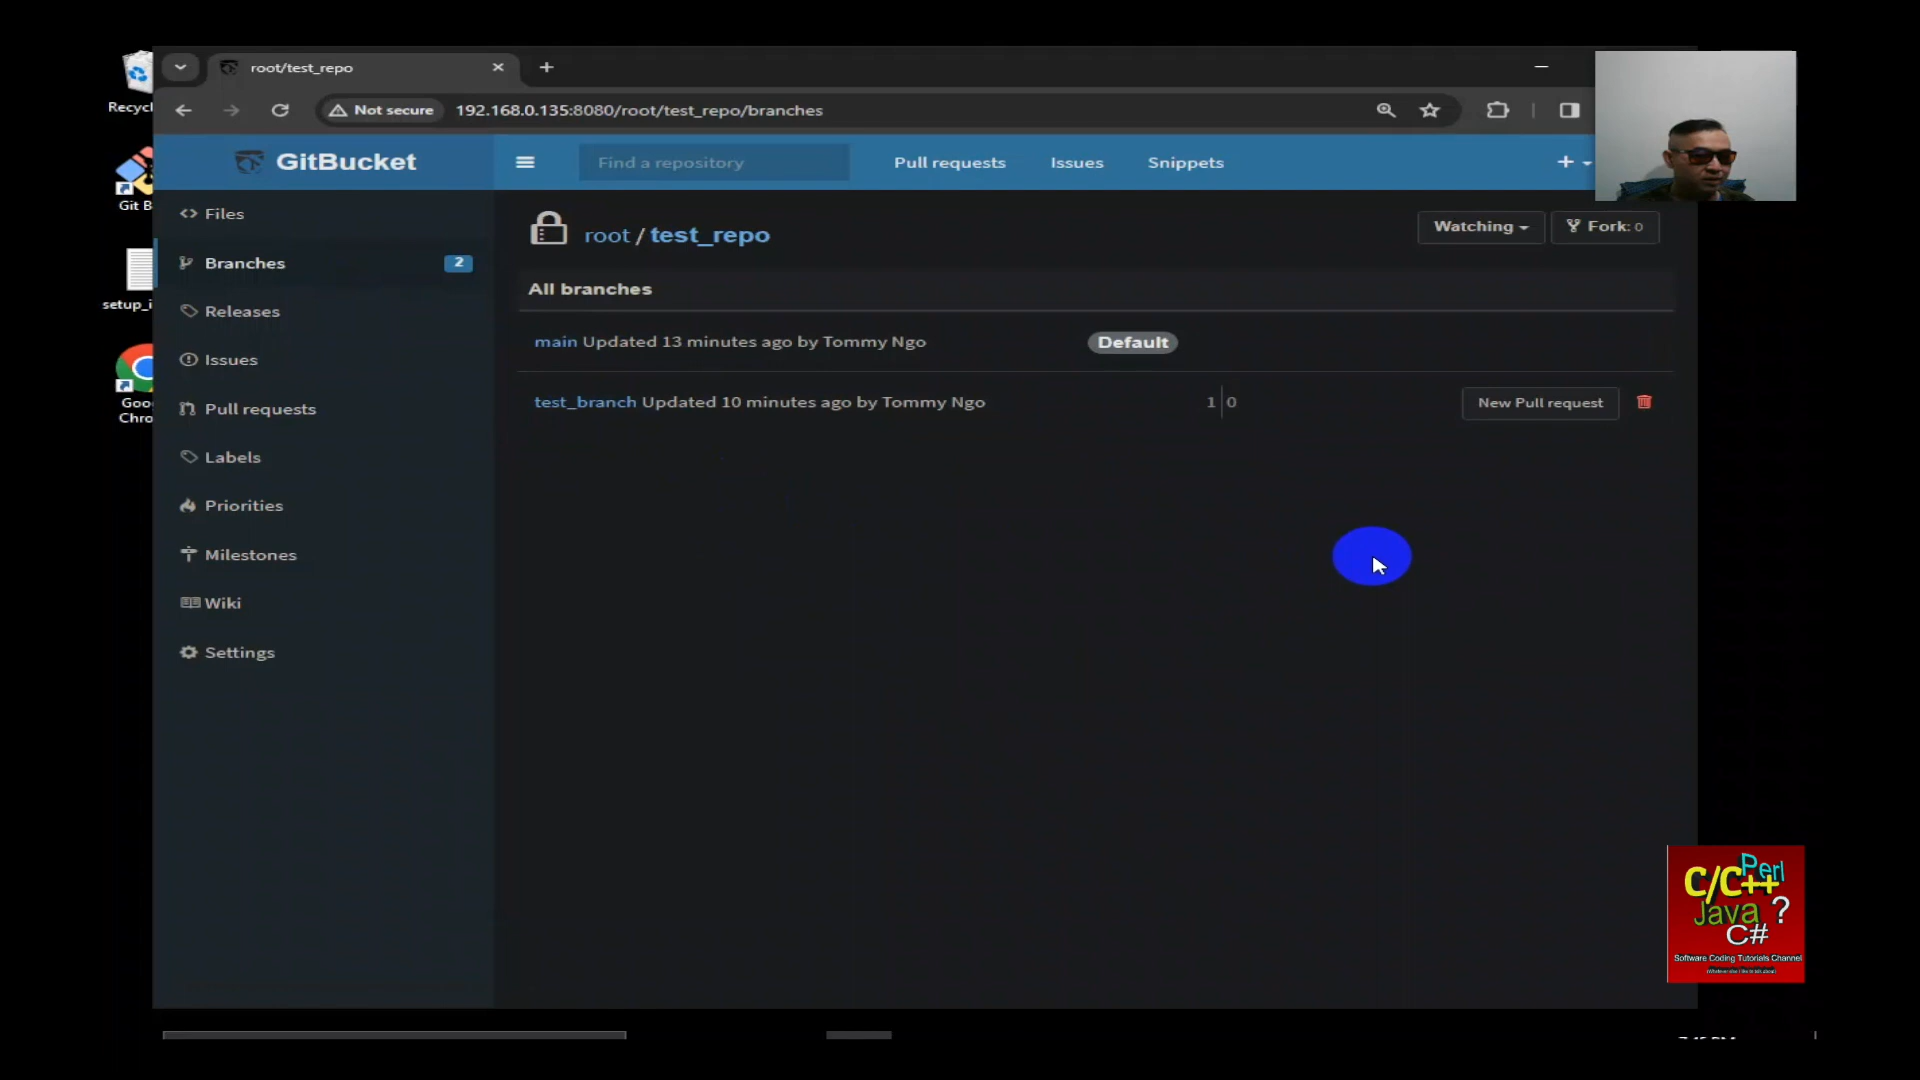 root/test_repo
Recycl
Not secure
192.168.0.135:8080/root/test_repo/branches
GitBucket
Find a repository
Pull requests
Issues
Snippets
Git B
Files
root / test_repo
Watching
Fork: 0
Branches
2
All branches
setup_i
Releases
main Updated 13 minutes ago by Tommy Ngo
Default
Issues
Goo
Chro
test_branch Updated 10 minutes ago by Tommy Ngo
1
0
New Pull request
Pull requests
Labels
Priorities
Milestones
Wiki
Settings
C/C++
Perl
Java
?
C#
Software Coding Tutorials Channel